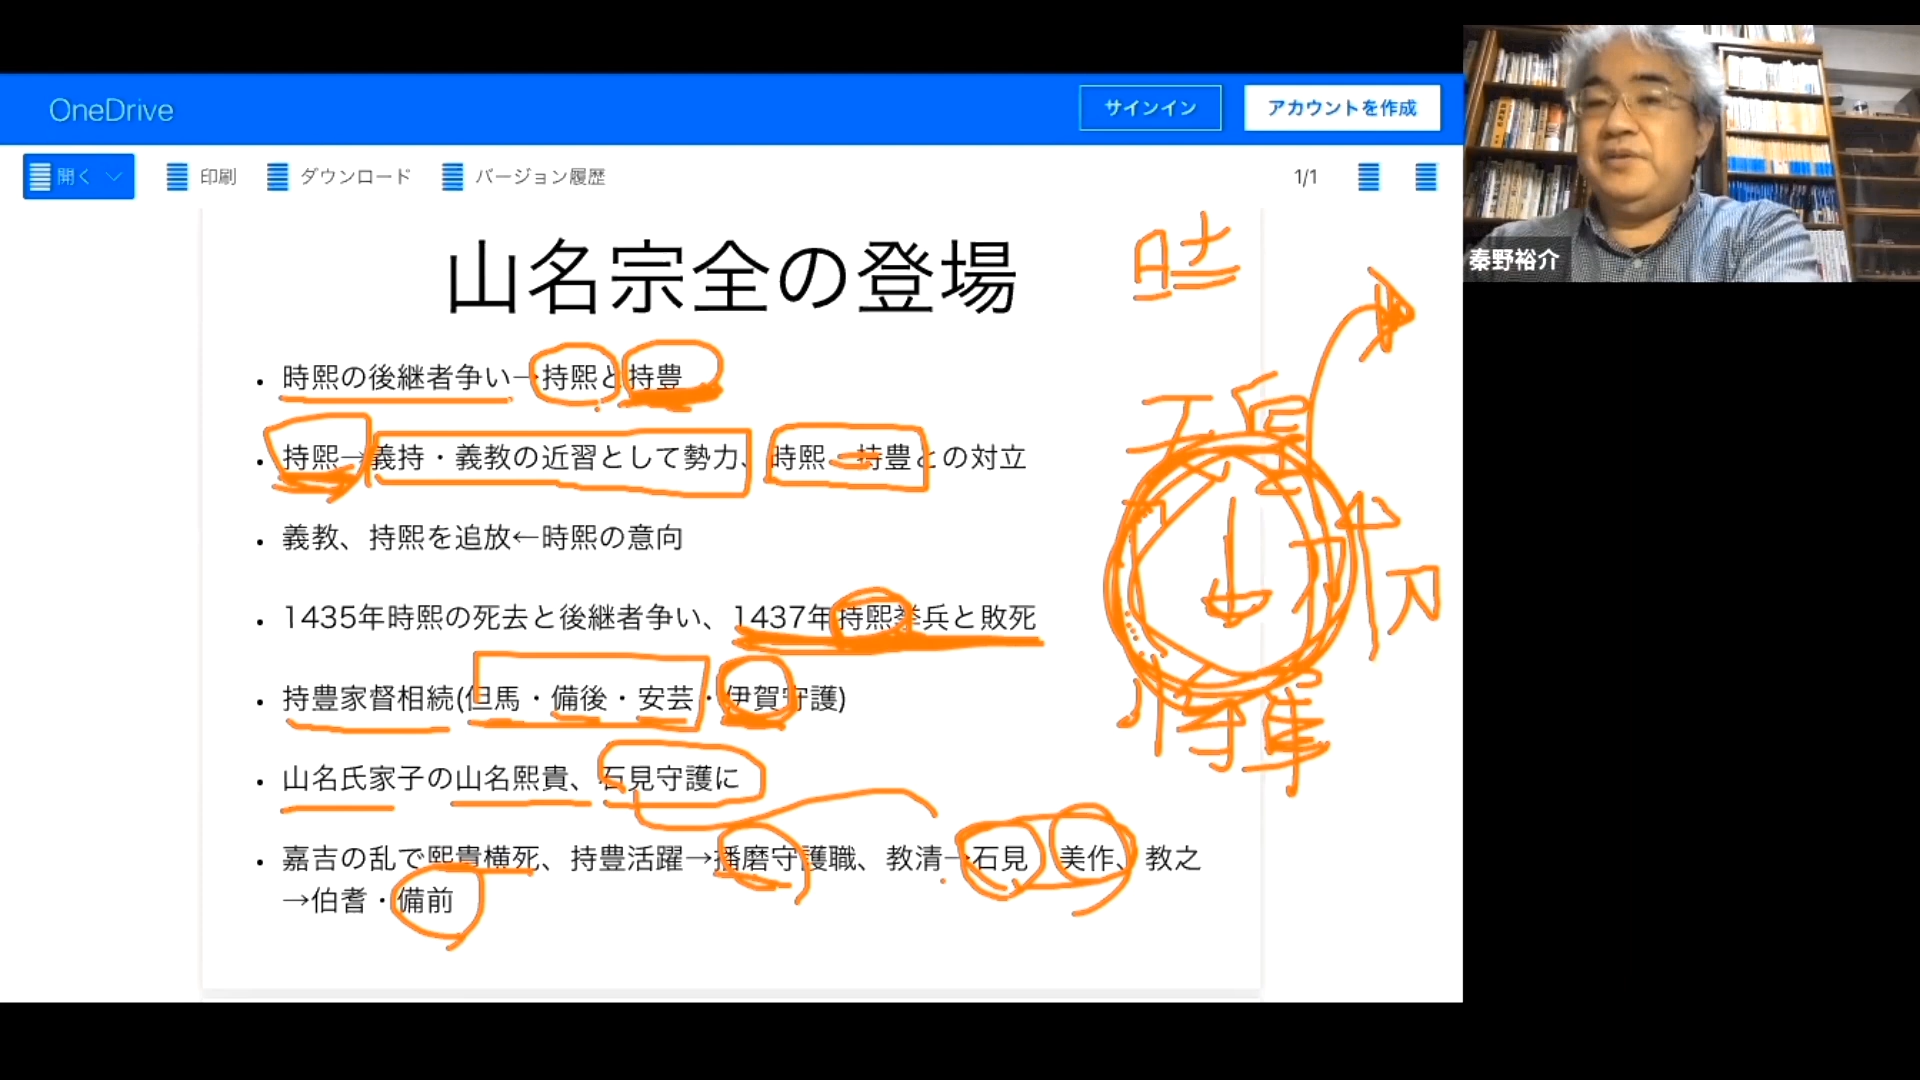 OneDrive
サインイン
アカウントを作成
開く
印刷
ダウンロード
バージョン履歴
1/1
秦野裕介
山名宗全の登場
• 時熙の後継者争い→持熙と持豊
• 持熙→義持・義教の近習として勢力、時熙=持豊との対立
• 義教、持熙を追放←時熙の意向
• 1435年時熙の死去と後継者争い、1437年持熙挙兵と敗死
• 持豊家督相続(但馬・備後・安芸・伊賀守護)
• 山名氏家子の山名熙貴、石見守護に
• 嘉吉の乱で熙貴横死、持豊活躍→播磨守護職、教清→石見、美作、教之
→伯耆・備前
将軍